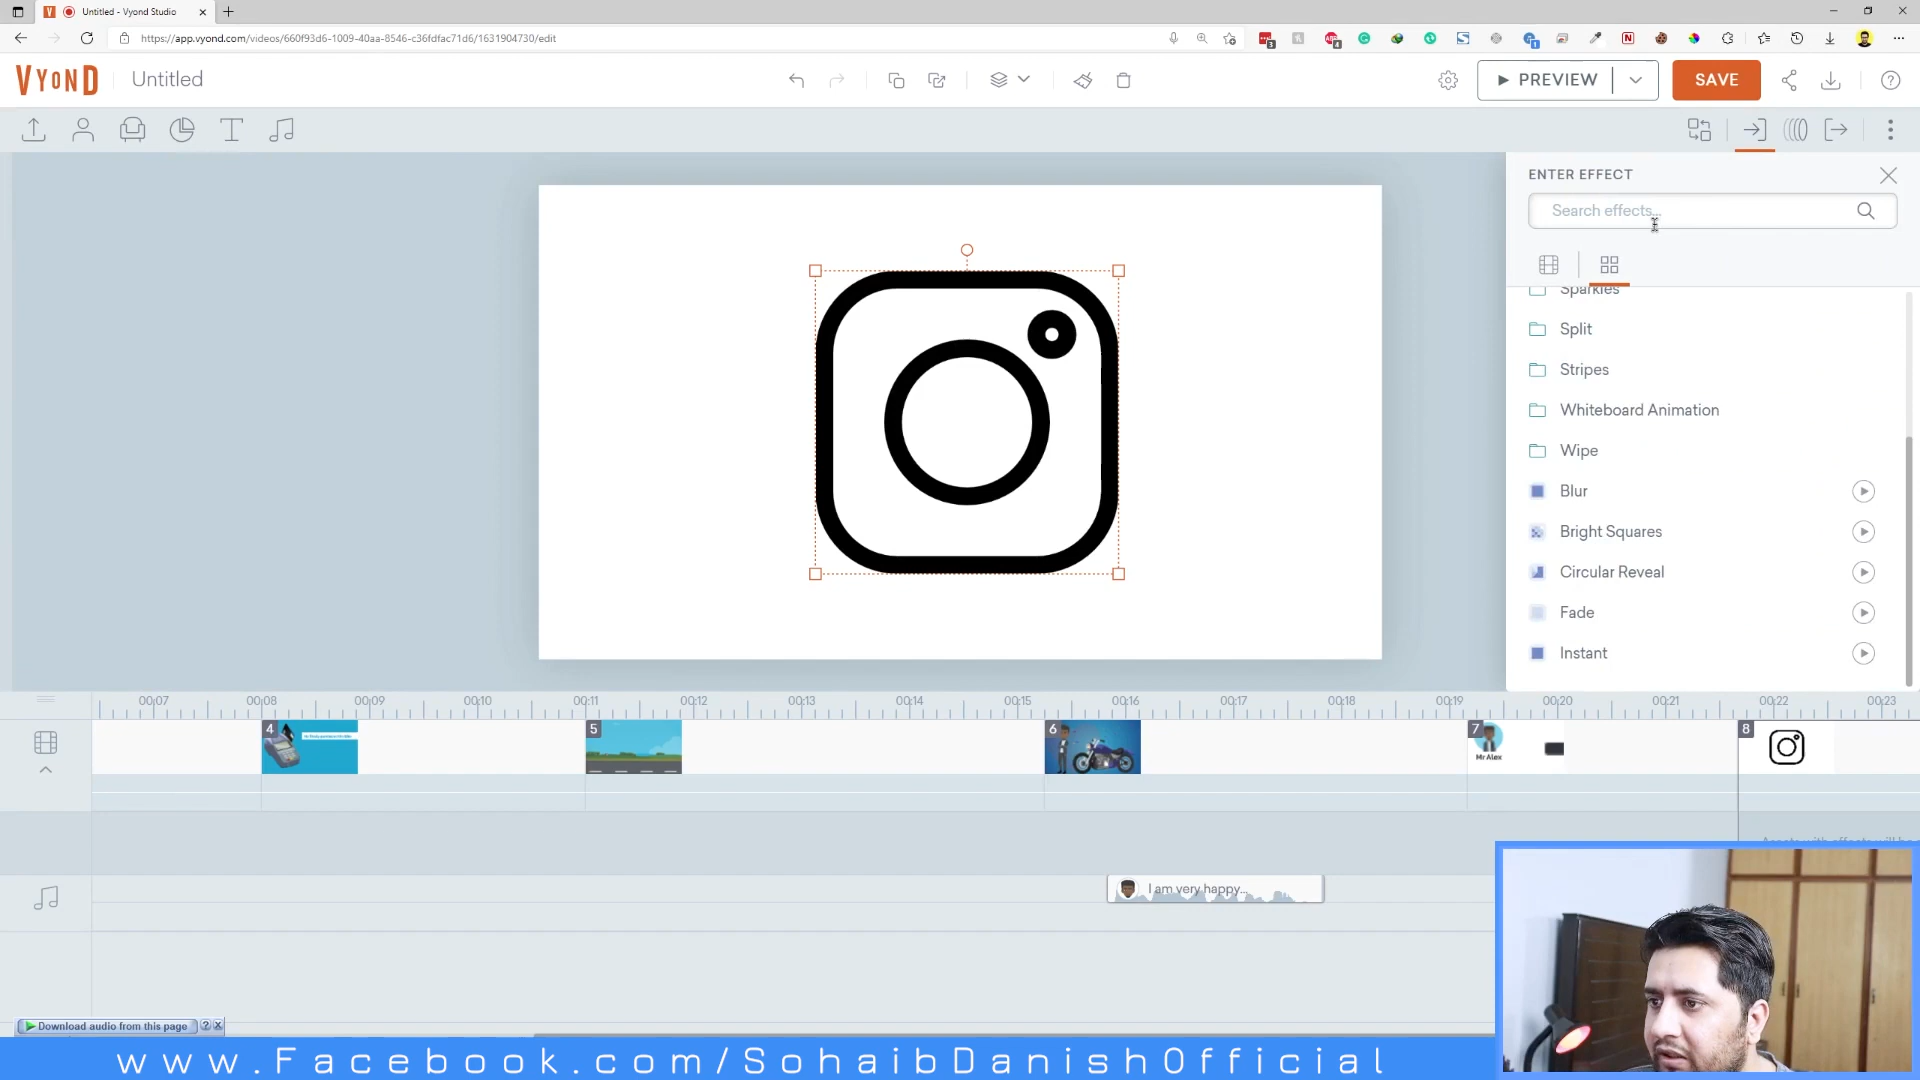 Untitled - Vyond Studio
https://app.vyond.com/videos/660f93d6-1009-40aa-8546-c36fdfac71d6/1631904730/edit
VYOND
Untitled
PREVIEW
SAVE
ENTER EFFECT
Search effects...
Sparkles
Split
Stripes
Whiteboard Animation
Wipe
Blur
Bright Squares
Circular Reveal
Fade
Instant
00:07 00:08 00:09 00:10 00:11 00:12 00:13 00:14 00:15 00:16 00:17 00:18 00:19 00:20 00:21 00:22 00:23
4 5 6 7 8
Mr Alex
I am very happy...
Download audio from this page
www.Facebook.com/SohaibDanishOfficial